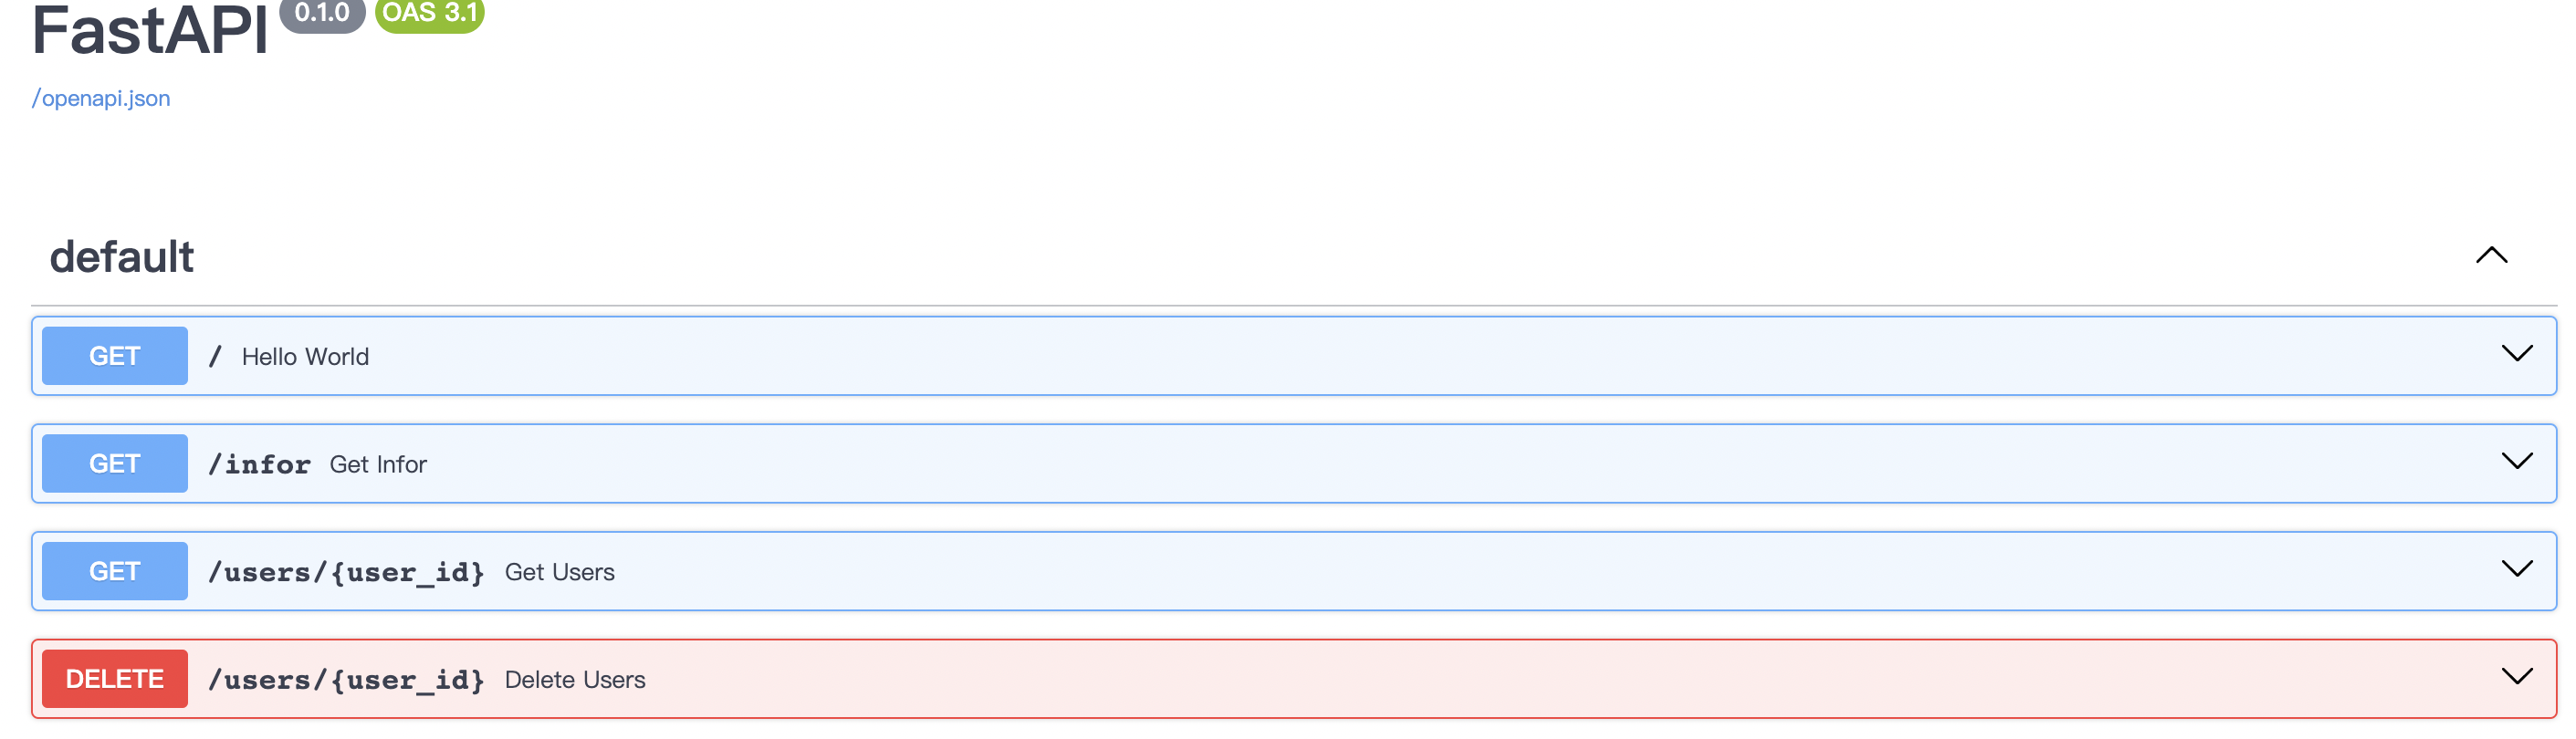 FastAPI 0.1.0 OAS 3.1
/openapi.json
default
GET / Hello World
GET /infor Get Infor
GET /users/{user_id} Get Users
DELETE /users/{user_id} Delete Users